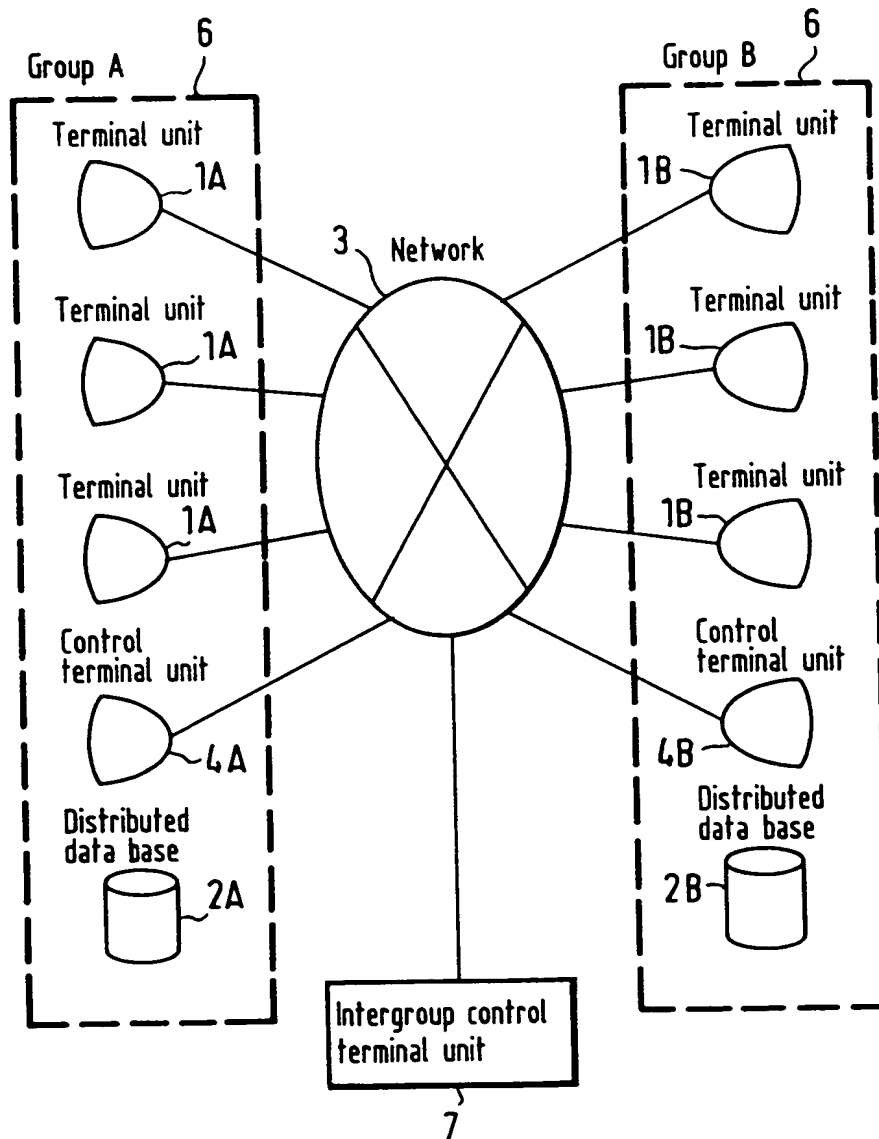 6
Group A
Terminal unit
1A
Terminal unit
1A
Terminal unit
1A
Control
terminal unit
4A
Distributed
data base
2A
3
Network
Intergroup control
terminal unit
7
6
Group B
Terminal unit
1B
Terminal unit
1B
Terminal unit
1B
Control
terminal unit
4B
Distributed
data base
2B